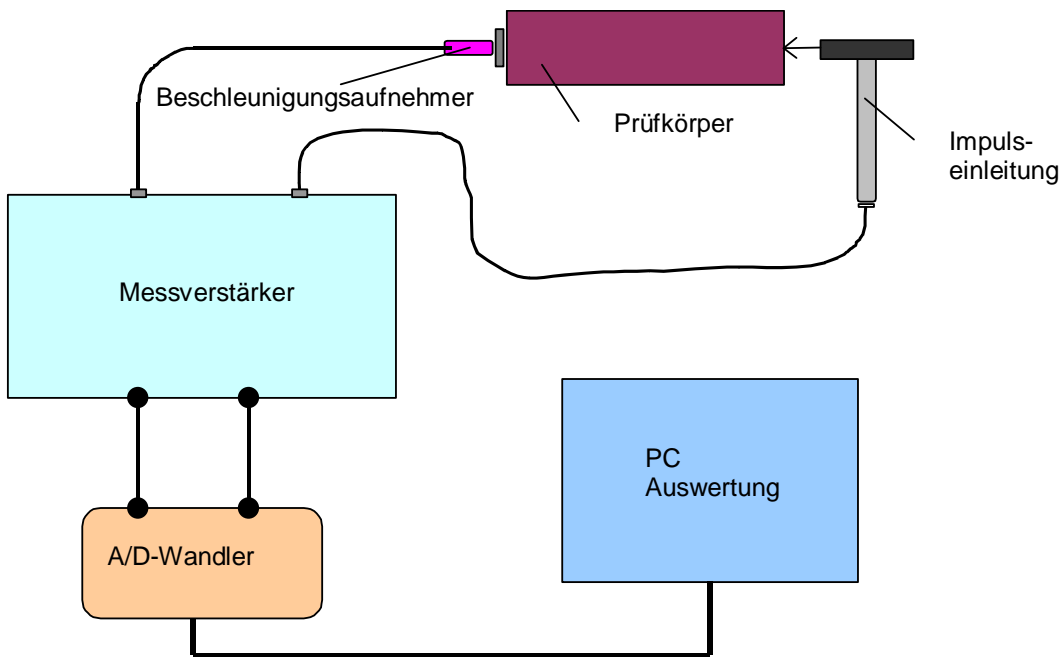 Beschleunigungsaufnehmer
Prüfkörper
Impuls-
einleitung
Messverstärker
PC
Auswertung
A/D-Wandler